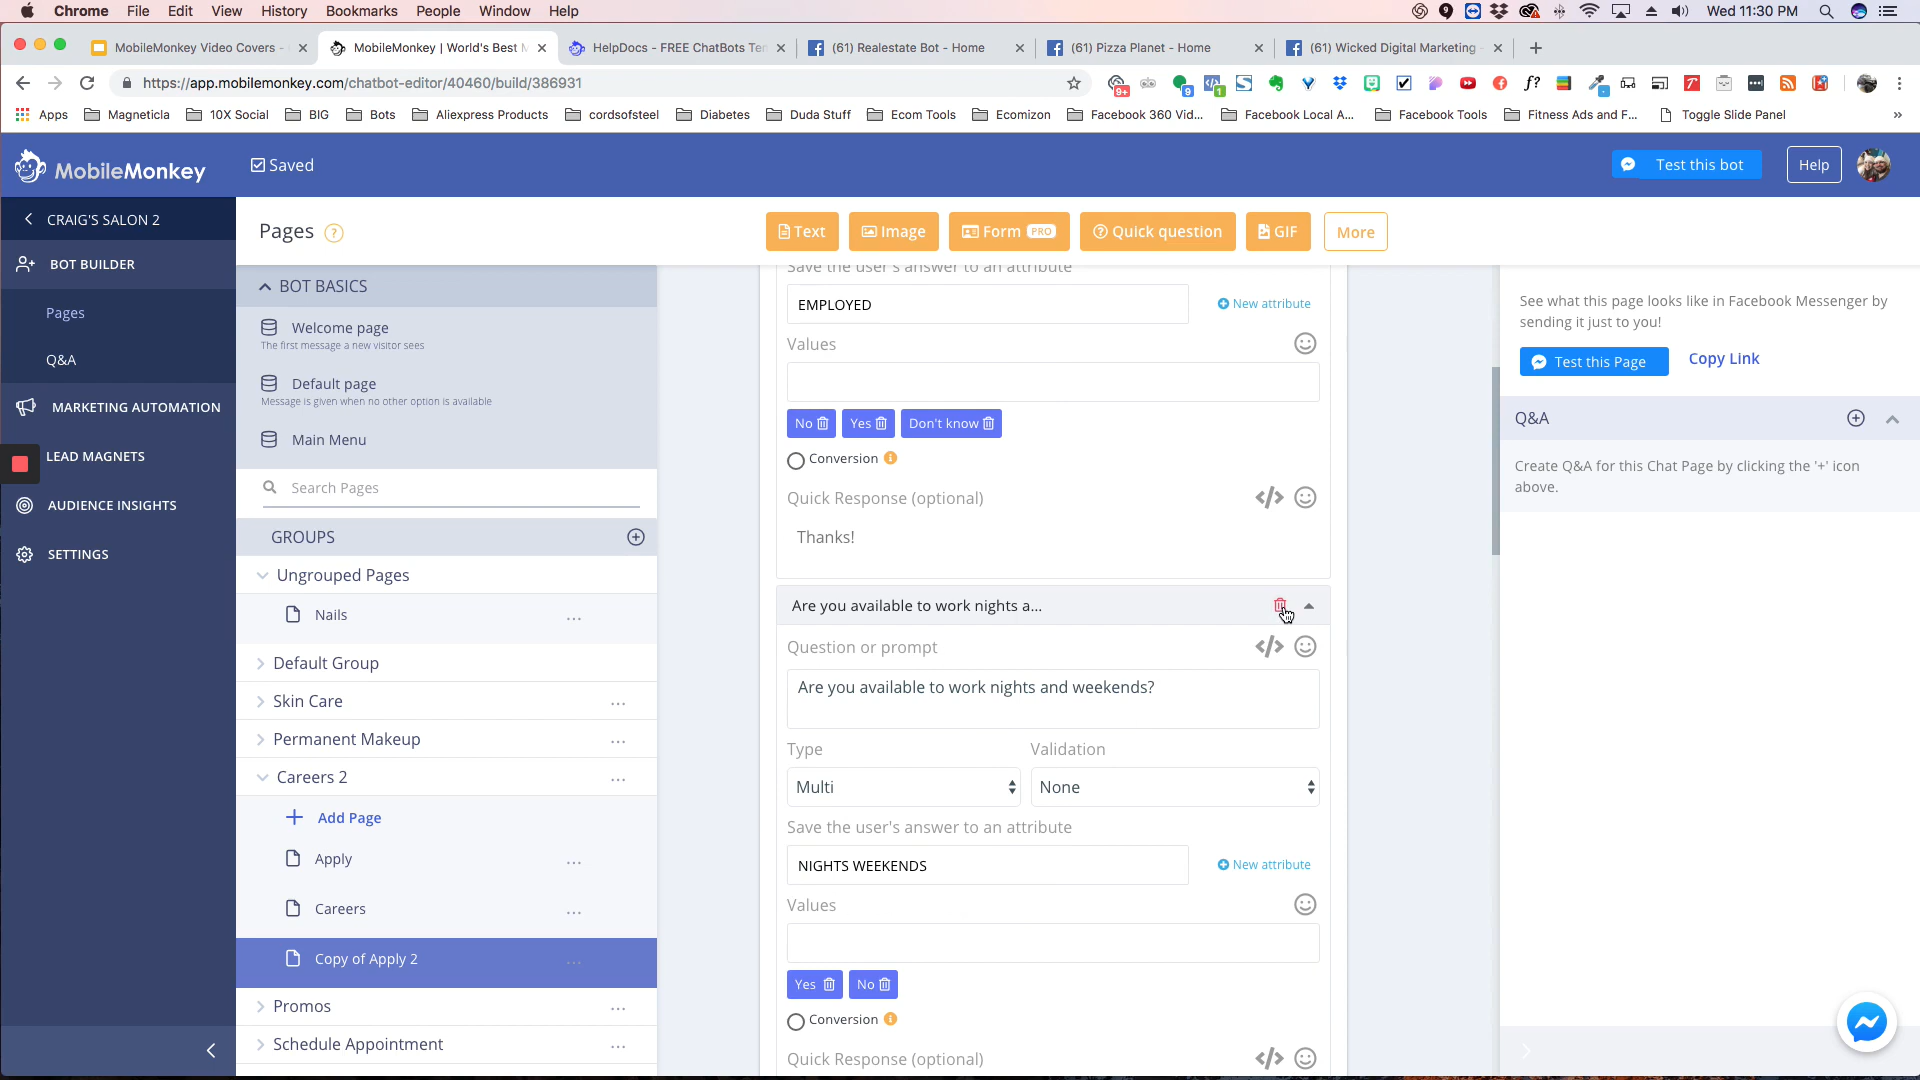 Chrome File Edit View History Bookmarks People Window Help
9 Wed 11:30 PM
MobileMonkey Video Covers -
MobileMonkey | World's Best M
HelpDocs - FREE ChatBots Ten
(61) Realestate Bot - Home
(61) Pizza Planet - Home
(61) Wicked Digital Marketing -
https://app.mobilemonkey.com/chatbot-editor/40460/build/386931
9+ 9 1 f?
Apps Magneticla 10X Social BIG Bots Aliexpress Products cordsofsteel Diabetes Duda Stuff Ecom Tools Ecomizon Facebook 360 Vid... Facebook Local A... Facebook Tools Fitness Ads and F... Toggle Slide Panel »
MobileMonkey
Saved
Test this bot
Help
CRAIG'S SALON 2
BOT BUILDER
Pages
Q&A
MARKETING AUTOMATION
LEAD MAGNETS
AUDIENCE INSIGHTS
SETTINGS
Pages ?
Text
Image
Form PRO
Quick question
GIF
More
BOT BASICS
Welcome page
The first message a new visitor sees
Default page
Message is given when no other option is available
Main Menu
Search Pages
GROUPS
Ungrouped Pages
Nails ...
Default Group
Skin Care ...
Permanent Makeup ...
Careers 2 ...
Add Page
Apply ...
Careers ...
Copy of Apply 2 ...
Promos ...
Schedule Appointment ...
Save the user's answer to an attribute
EMPLOYED
New attribute
Values
No
Yes
Don't know
Conversion
Quick Response (optional)
Thanks!
Are you available to work nights a...
Question or prompt
Are you available to work nights and weekends?
Type
Validation
Multi
None
Save the user's answer to an attribute
NIGHTS WEEKENDS
New attribute
Values
Yes
No
Conversion
Quick Response (optional)
See what this page looks like in Facebook Messenger by
sending it just to you!
Test this Page
Copy Link
Q&A
Create Q&A for this Chat Page by clicking the '+' icon
above.